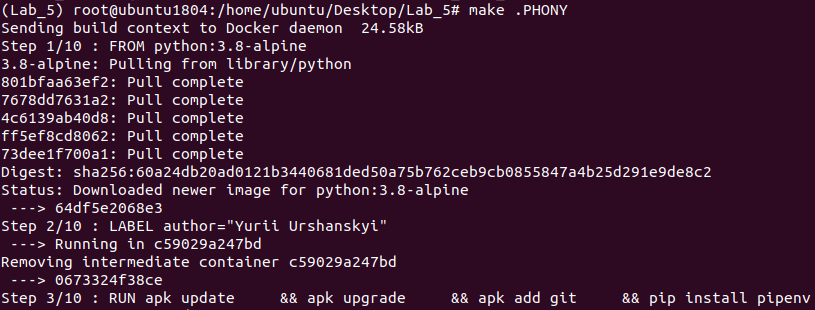 (Lab_5) root@ubuntu1804:/home/ubuntu/Desktop/Lab_5# make .PHONY
Sending build context to Docker daemon  24.58kB
Step 1/10 : FROM python:3.8-alpine
3.8-alpine: Pulling from library/python
801bfaa63ef2: Pull complete
7678dd7631a2: Pull complete
4c6139ab40d8: Pull complete
ff5ef8cd8062: Pull complete
73dee1f700a1: Pull complete
Digest: sha256:60a24db20ad0121b3440681ded50a75b762ceb9cb0855847a4b25d291e9de8c2
Status: Downloaded newer image for python:3.8-alpine
 ---> 64df5e2068e3
Step 2/10 : LABEL author="Yurii Urshanskyi"
 ---> Running in c59029a247bd
Removing intermediate container c59029a247bd
 ---> 0673324f38ce
Step 3/10 : RUN apk update     && apk upgrade     && apk add git     && pip install pipenv